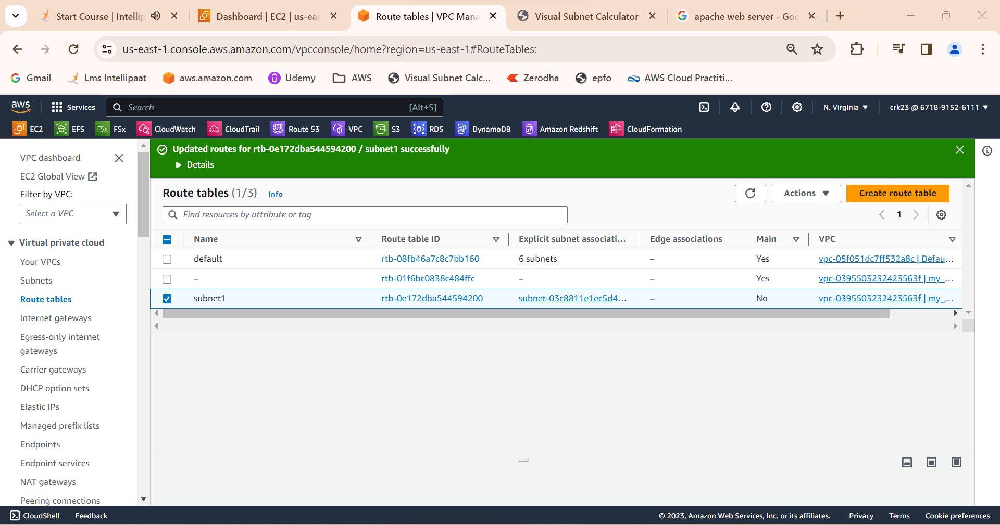 Start Course | Intellip
Dashboard | EC2 | us-eas
Route tables | VPC Mana
Visual Subnet Calculator
apache web server - Goo
us-east-1.console.aws.amazon.com/vpcconsole/home?region=us-east-1#RouteTables:
Gmail
Lms Intellipaat
aws.amazon.com
Udemy
AWS
Visual Subnet Calc...
Zerodha
epfo
AWS Cloud Practiti...
aws
Services
Search
[Alt+S]
N. Virginia
crk23 @ 6718-9152-6111
EC2
EFS
FSx
FSx
CloudWatch
CloudTrail
Route 53
VPC
S3
RDS
DynamoDB
Amazon Redshift
CloudFormation
VPC dashboard
EC2 Global View
Filter by VPC:
Select a VPC
Virtual private cloud
Your VPCs
Subnets
Route tables
Internet gateways
Egress-only internet
gateways
Carrier gateways
DHCP option sets
Elastic IPs
Managed prefix lists
Endpoints
Endpoint services
NAT gateways
Peering connections
Updated routes for rtb-0e172dba544594200 / subnet1 successfully
Details
Route tables (1/3) Info
Actions
Create route table
Find resources by attribute or tag
1
Name Route table ID Explicit subnet associati... Edge associations Main VPC
default rtb-08fb46a7c8c7bb160 6 subnets – Yes vpc-05f051dc7ff532a8c | Defau...
– rtb-01f6bc0838c484ffc – – Yes vpc-0395503232423563f | my_...
subnet1 rtb-0e172dba544594200 subnet-03c8811e1ec5d4... – No vpc-0395503232423563f | my_...
CloudShell
Feedback
© 2023, Amazon Web Services, Inc. or its affiliates.
Privacy
Terms
Cookie preferences